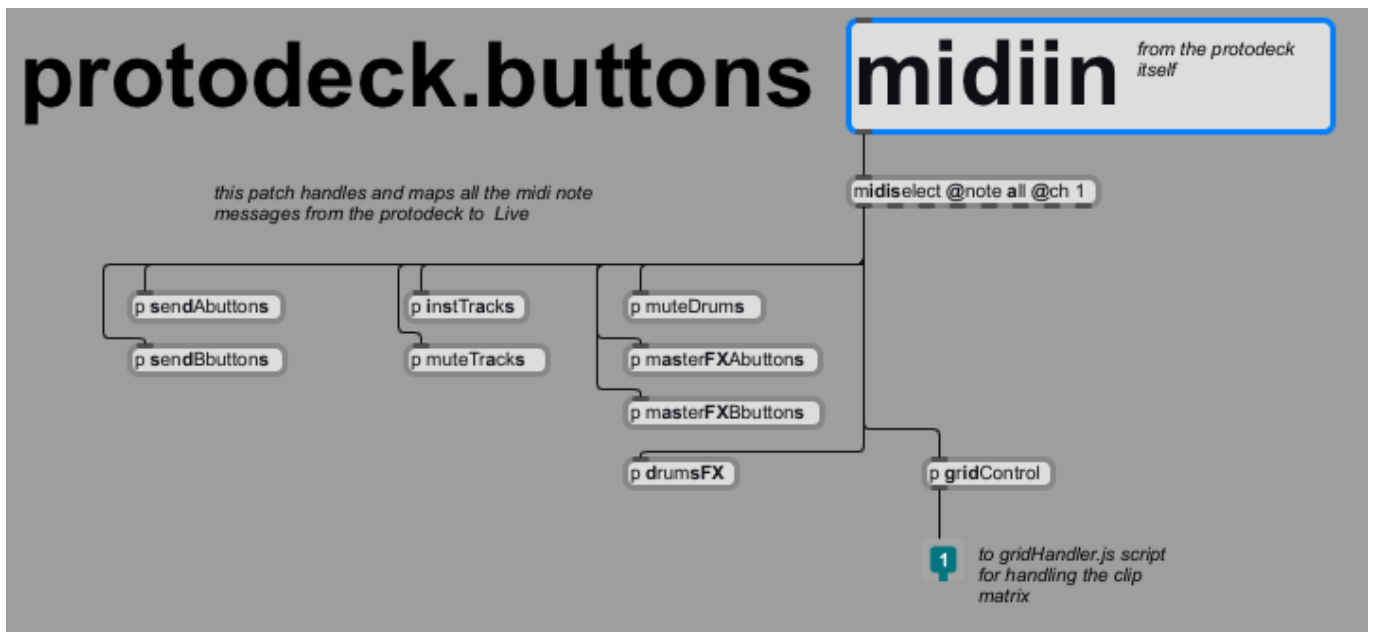 protodeck.buttons
midiin
from the protodeck
itself
this patch handles and maps all the midi note
messages from the protodeck to Live
midiselect @note all @ch 1
p sendAbuttons
p instTracks
p muteDrums
p sendBbuttons
p muteTracks
p masterFXAbuttons
p masterFXBbuttons
p drumsFX
p gridControl
1
to gridHandler.js script
for handling the clip
matrix